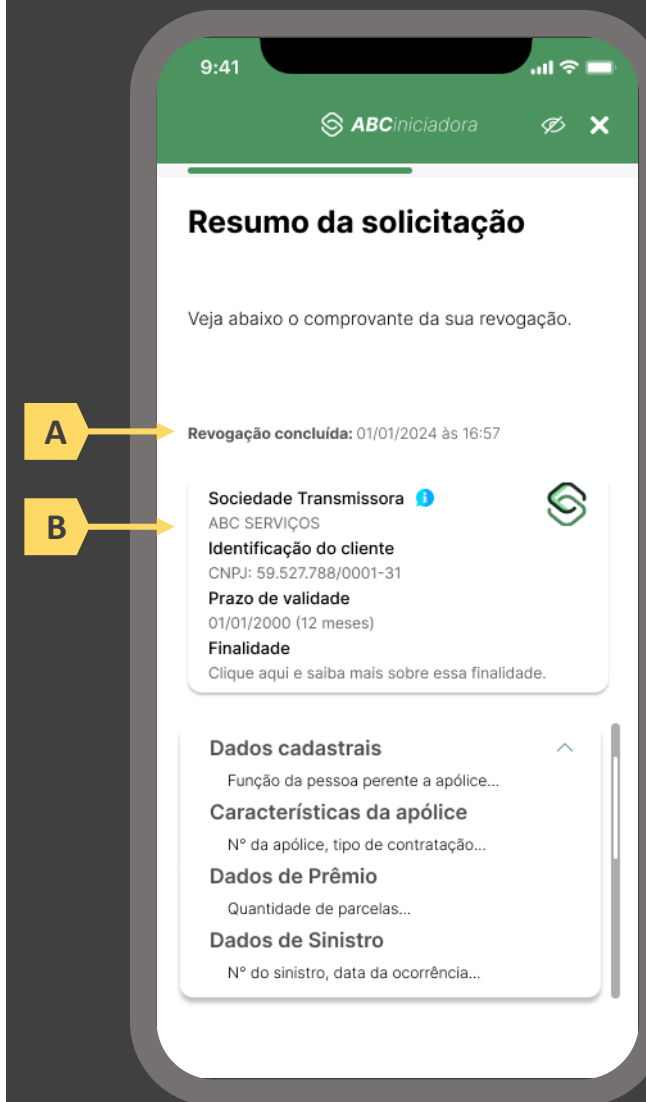 9:41
ABCiniciadora
Resumo da solicitação
Veja abaixo o comprovante da sua revogação.
A
Revogação concluída: 01/01/2024 às 16:57
B
Sociedade Transmissora
ABC SERVIÇOS
Identificação do cliente
CNPJ: 59.527.788/0001-31
Prazo de validade
01/01/2000 (12 meses)
Finalidade
Clique aqui e saiba mais sobre essa finalidade.
Dados cadastrais
Função da pessoa perente a apólice...
Características da apólice
N° da apólice, tipo de contratação...
Dados de Prêmio
Quantidade de parcelas...
Dados de Sinistro
N° do sinistro, data da ocorrência...